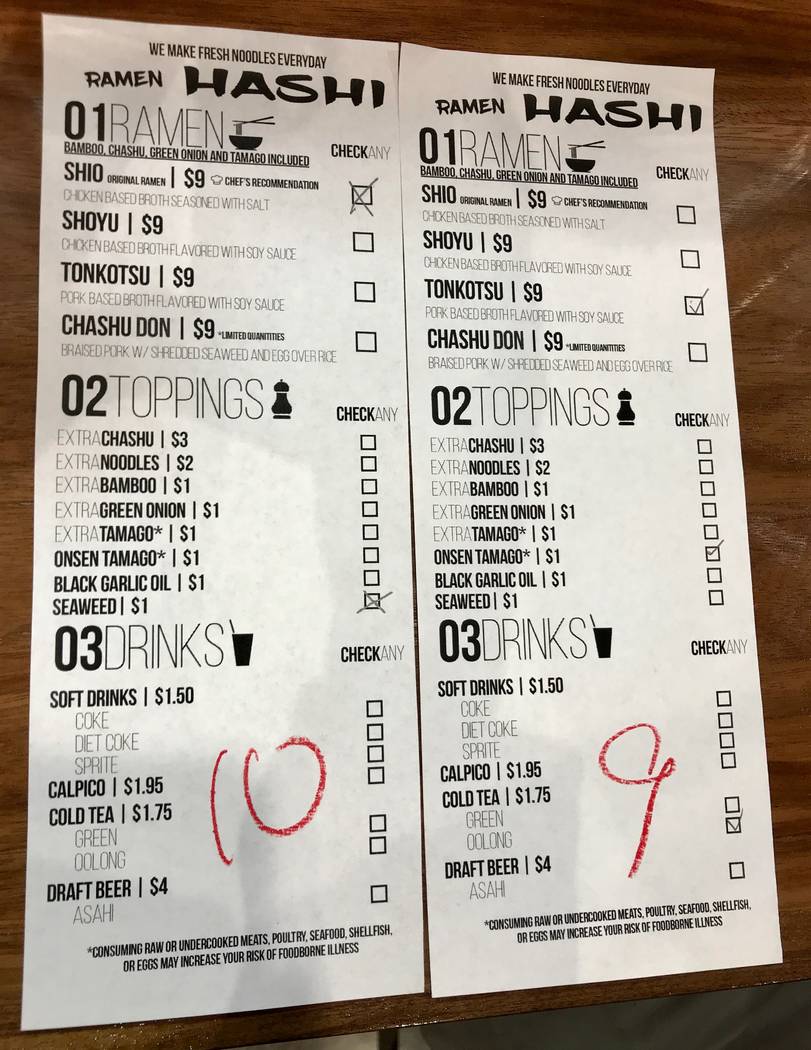 WE MAKE FRESH NOODLES EVERYDAY
RAMEN HASHI
01RAMEN
BAMBOO, CHASHU, GREEN ONION AND TAMAGO INCLUDED
CHECKANY
SHIO ORIGINAL RAMEN | $9 CHEF'S RECOMMENDATION
CHICKEN BASED BROTH SEASONED WITH SALT
SHOYU | $9
CHICKEN BASED BROTH FLAVORED WITH SOY SAUCE
TONKOTSU | $9
PORK BASED BROTH FLAVORED WITH SOY SAUCE
CHASHU DON | $9 *LIMITED QUANITITIES
BRAISED PORK W/ SHREDDED SEAWEED AND EGG OVER RICE
02TOPPINGS
CHECKANY
EXTRACHASHU | $3
EXTRANOODLES | $2
EXTRABAMBOO | $1
EXTRAGREEN ONION | $1
EXTRATAMAGO* | $1
ONSEN TAMAGO* | $1
BLACK GARLIC OIL | $1
SEAWEED | $1
03DRINKS
CHECKANY
SOFT DRINKS | $1.50
COKE
DIET COKE
SPRITE
CALPICO | $1.95
COLD TEA | $1.75
GREEN
OOLONG
DRAFT BEER | $4
ASAHI
10
*CONSUMING RAW OR UNDERCOOKED MEATS, POULTRY, SEAFOOD, SHELLFISH,
OR EGGS MAY INCREASE YOUR RISK OF FOODBORNE ILLNESS
WE MAKE FRESH NOODLES EVERYDAY
RAMEN HASHI
01RAMEN
BAMBOO, CHASHU, GREEN ONION AND TAMAGO INCLUDED
CHECKANY
SHIO ORIGINAL RAMEN | $9 CHEF'S RECOMMENDATION
CHICKEN BASED BROTH SEASONED WITH SALT
SHOYU | $9
CHICKEN BASED BROTH FLAVORED WITH SOY SAUCE
TONKOTSU | $9
PORK BASED BROTH FLAVORED WITH SOY SAUCE
CHASHU DON | $9 *LIMITED QUANITITIES
BRAISED PORK W/ SHREDDED SEAWEED AND EGG OVER RICE
02TOPPINGS
CHECKANY
EXTRACHASHU | $3
EXTRANOODLES | $2
EXTRABAMBOO | $1
EXTRAGREEN ONION | $1
EXTRATAMAGO* | $1
ONSEN TAMAGO* | $1
BLACK GARLIC OIL | $1
SEAWEED | $1
03DRINKS
CHECKANY
SOFT DRINKS | $1.50
COKE
DIET COKE
SPRITE
CALPICO | $1.95
COLD TEA | $1.75
GREEN
OOLONG
DRAFT BEER | $4
ASAHI
9
*CONSUMING RAW OR UNDERCOOKED MEATS, POULTRY, SEAFOOD, SHELLFISH,
OR EGGS MAY INCREASE YOUR RISK OF FOODBORNE ILLNESS